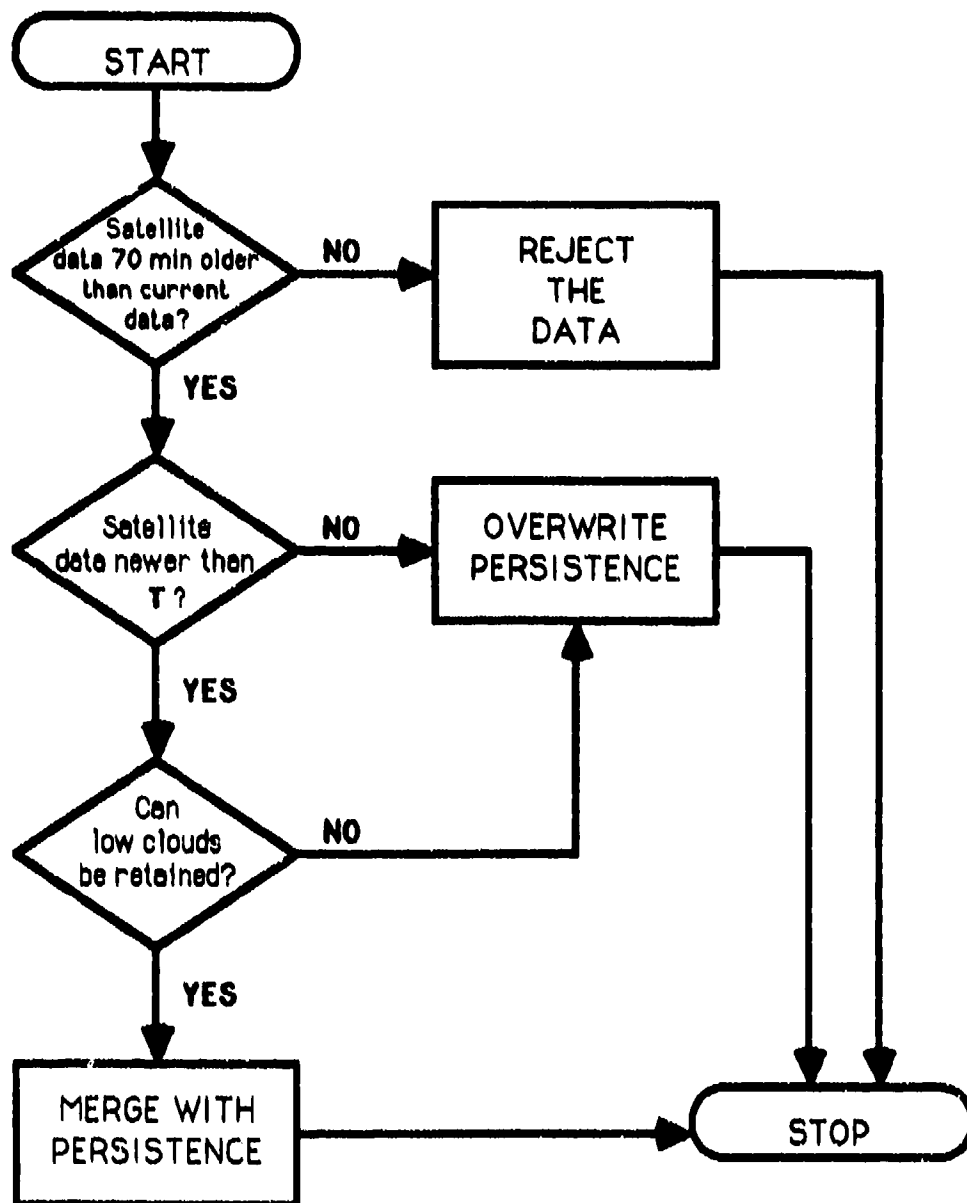 START
Satellite
data 70 min older
than current
data?
NO
REJECT
THE
DATA
YES
Satellite
data newer than
T ?
NO
OVERWRITE
PERSISTENCE
YES
Can
low clouds
be retained?
NO
YES
MERGE WITH
PERSISTENCE
STOP